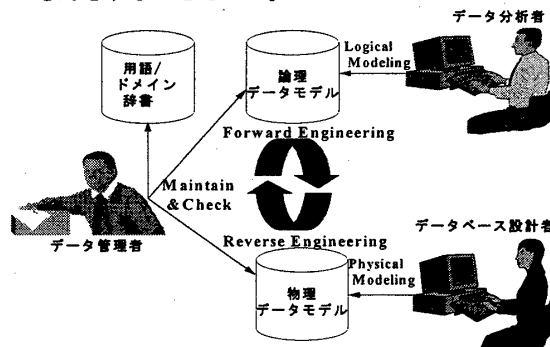 データ分析者
用語/
ドメイン
辞書
論理
データモデル
Logical
Modeling
Forward Engineering
Maintain
&Check
データ管理者
Reverse Engineering
データベース設計者
物理
データモデル
Physical
Modeling